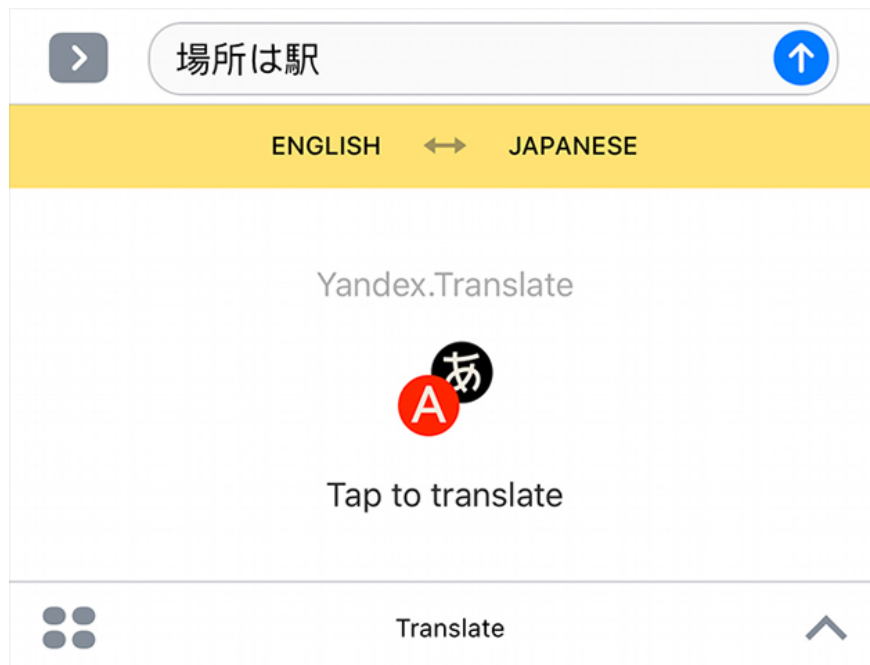 場所は駅
ENGLISH ↔ JAPANESE
Yandex.Translate
あ
A
Tap to translate
Translate